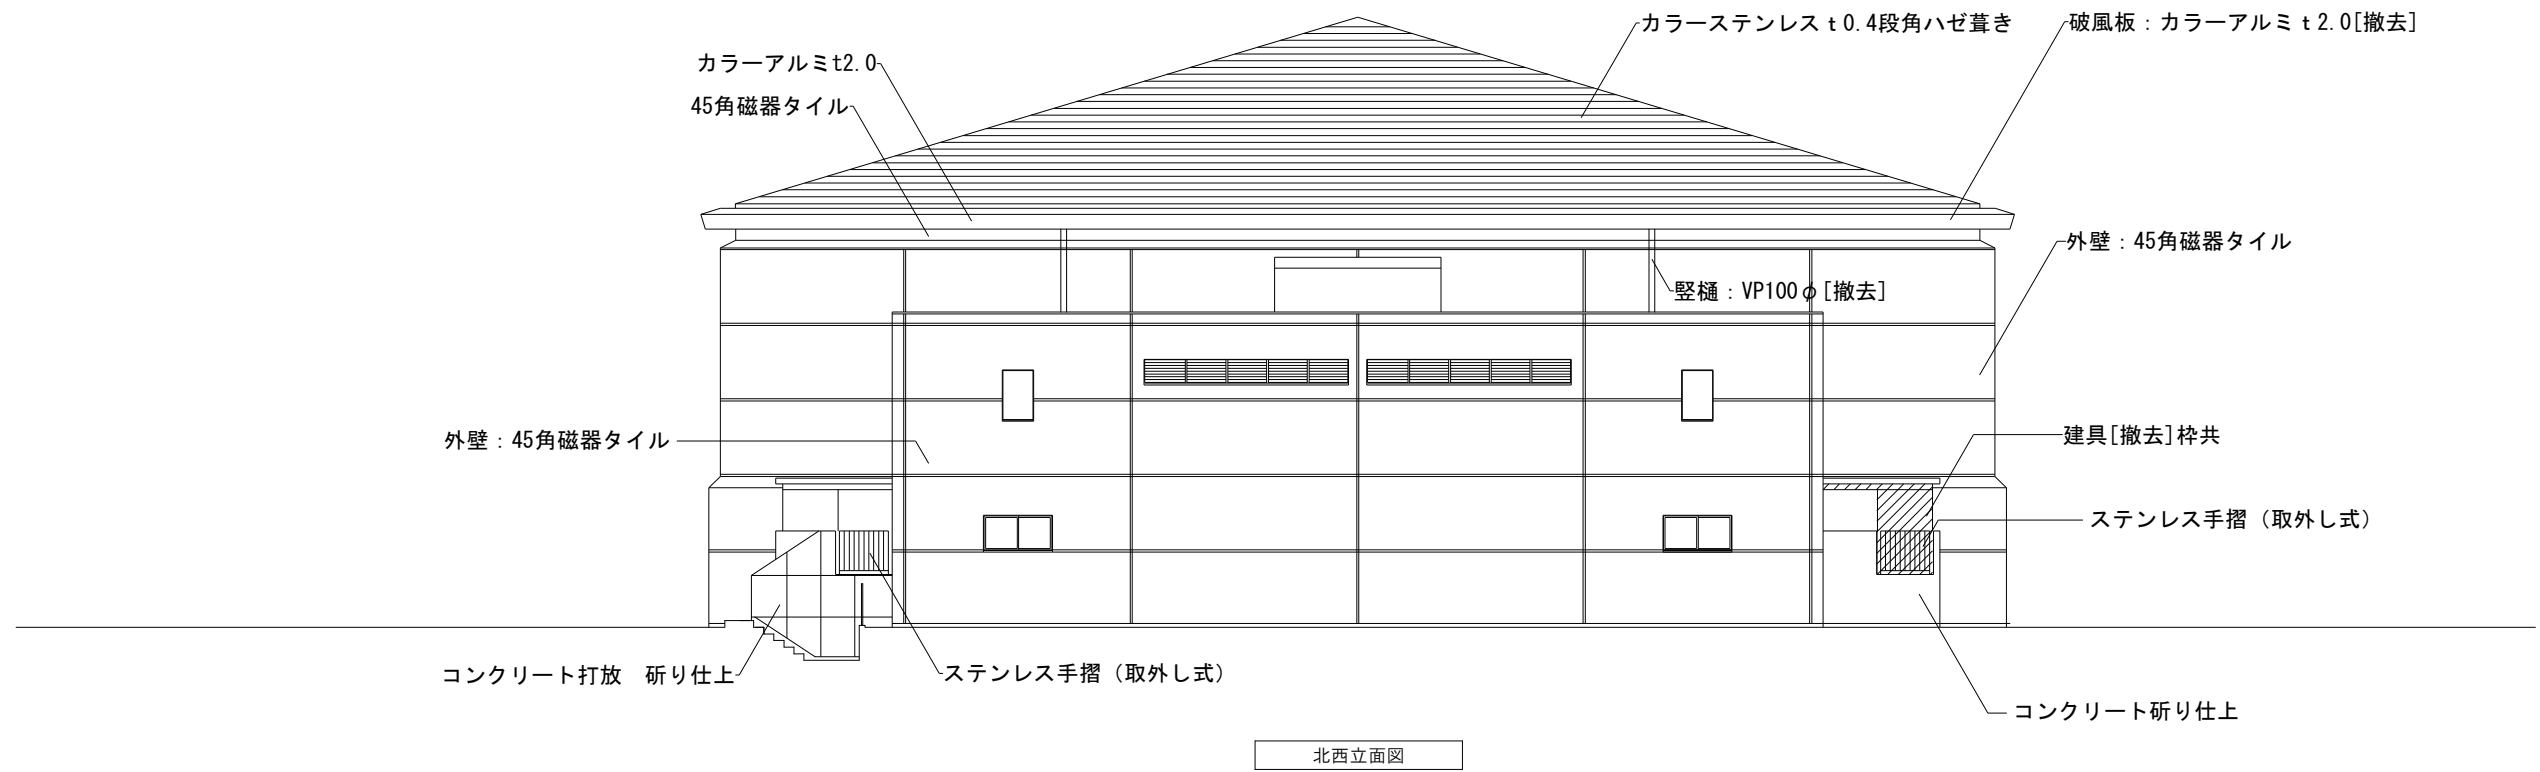 カラーステンレスt0.4段角ハゼ葺き
破風板：カラーアルミt2.0[撤去]
カラーアルミt2.0
45角磁器タイル
外壁：45角磁器タイル
竪樋：VP100φ[撤去]
外壁：45角磁器タイル
建具[撤去]枠共
ステンレス手摺（取外し式）
コンクリート打放　斫り仕上
ステンレス手摺（取外し式）
コンクリート斫り仕上
北西立面図